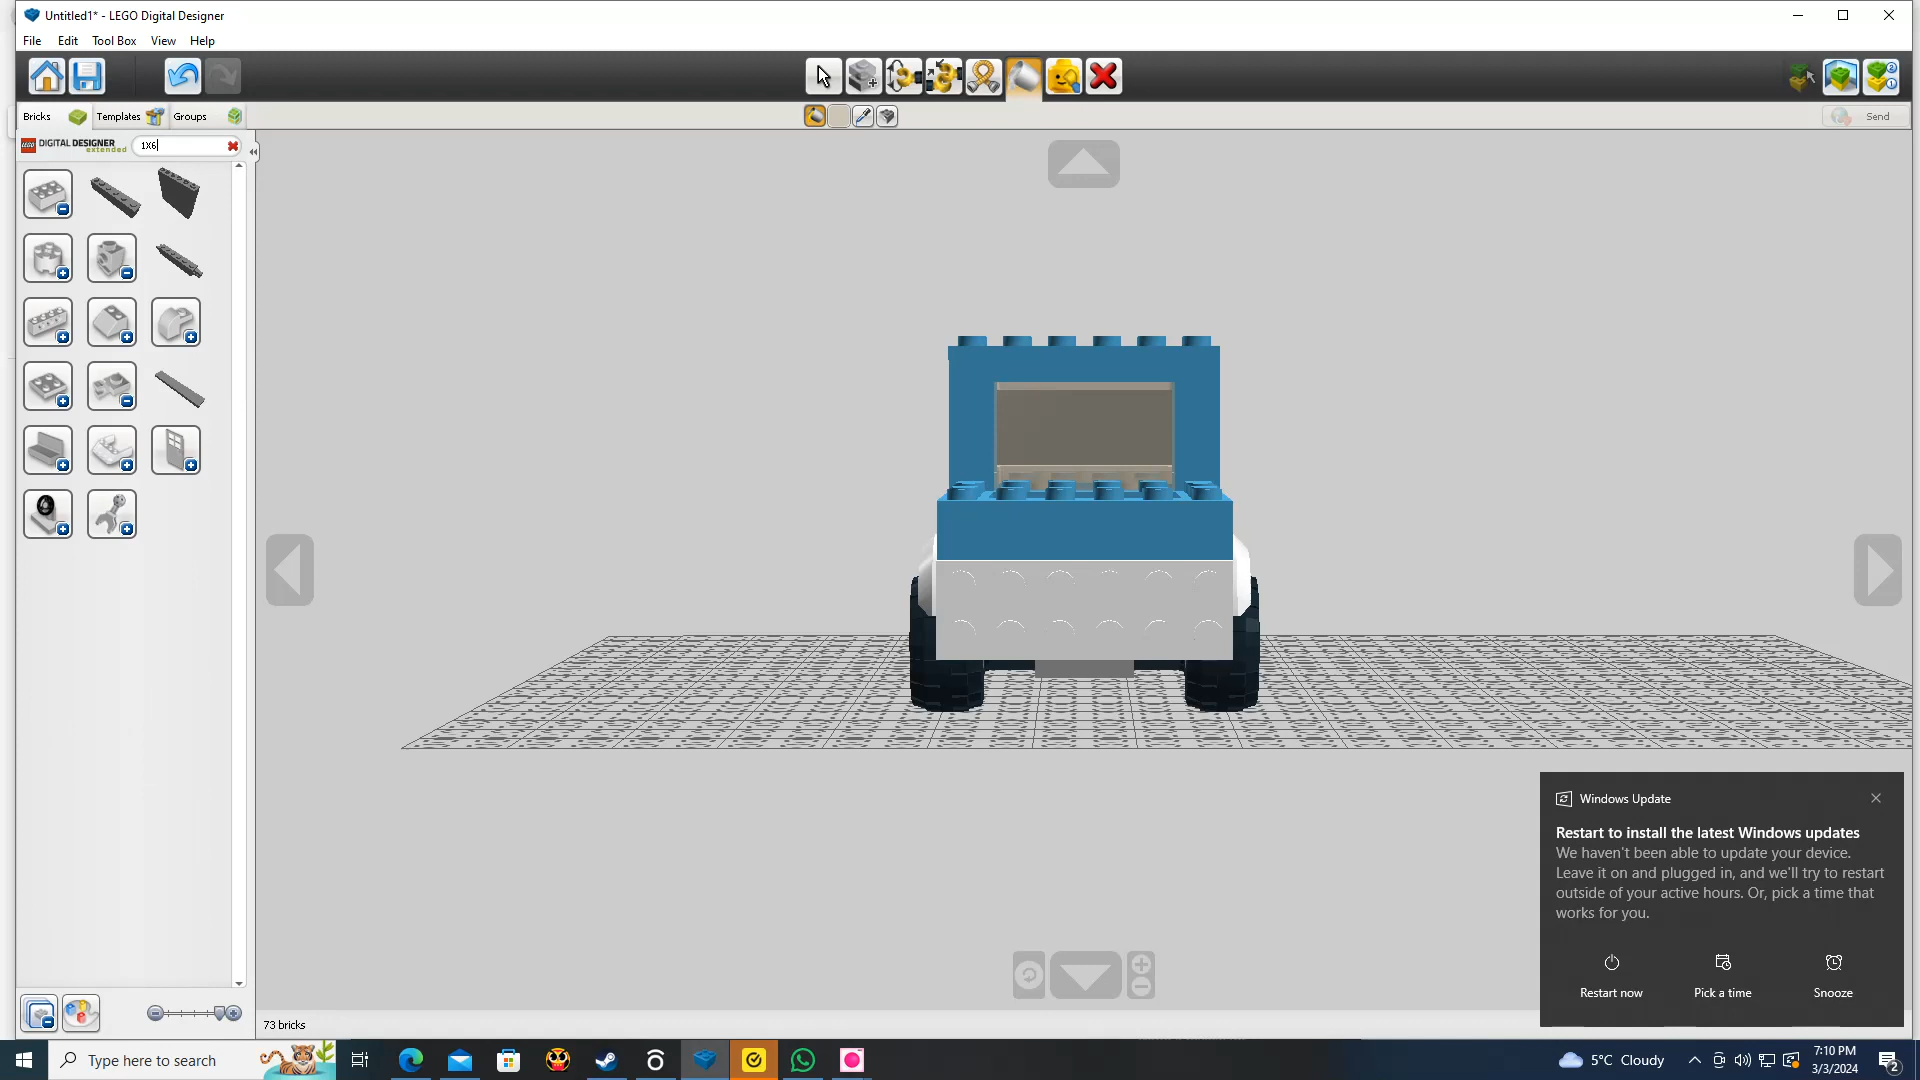 Untitled1* - LEGO Digital Designer
File Edit Tool Box View Help
Bricks Templates Groups
Send
LEGO DIGITAL DESIGNER extended
1X6
Windows Update
Restart to install the latest Windows updates
We haven't been able to update your device.
Leave it on and plugged in, and we'll try to restart
outside of your active hours. Or, pick a time that
works for you.
Restart now Pick a time Snooze
73 bricks
Type here to search
5°C Cloudy
7:10 PM
3/3/2024
2